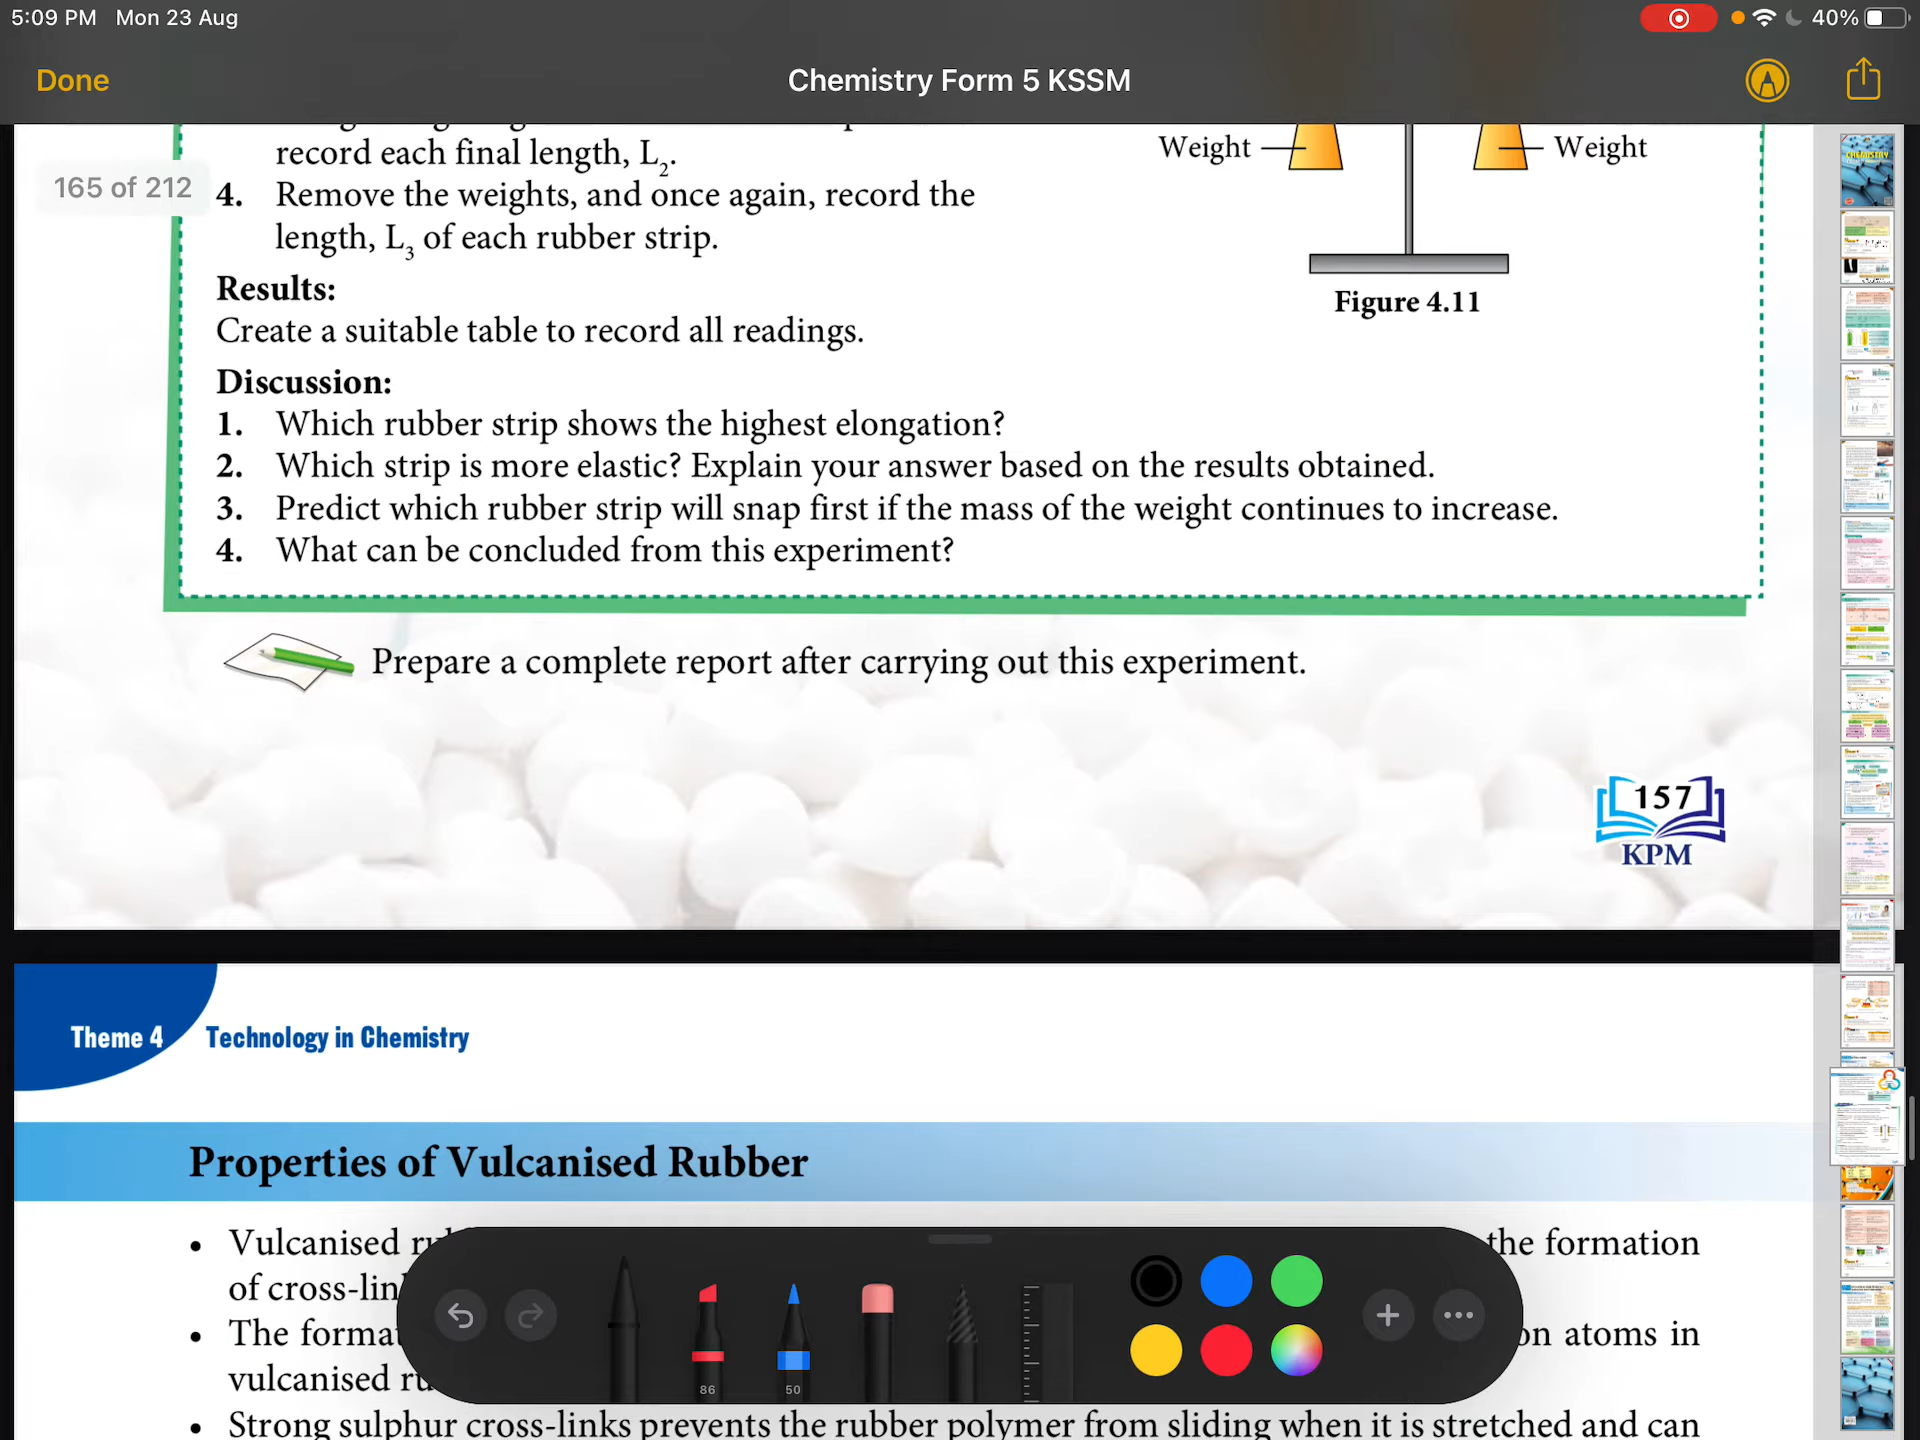 5:09 PM Mon 23 Aug
40%
Done
Chemistry Form 5 KSSM
165 of 212
record each final length, L2.
4. Remove the weights, and once again, record the
length, L3 of each rubber strip.
Weight
Weight
Figure 4.11
Results:
Create a suitable table to record all readings.
Discussion:
1. Which rubber strip shows the highest elongation?
2. Which strip is more elastic? Explain your answer based on the results obtained.
3. Predict which rubber strip will snap first if the mass of the weight continues to increase.
4. What can be concluded from this experiment?
Prepare a complete report after carrying out this experiment.
157
KPM
Theme 4 Technology in Chemistry
Properties of Vulcanised Rubber
• Vulcanised the formation
of cross-lin
• The forma on atoms in
vulcanised
• Strong sulphur cross-links prevents the rubber polymer from sliding when it is stretched and can
86
50